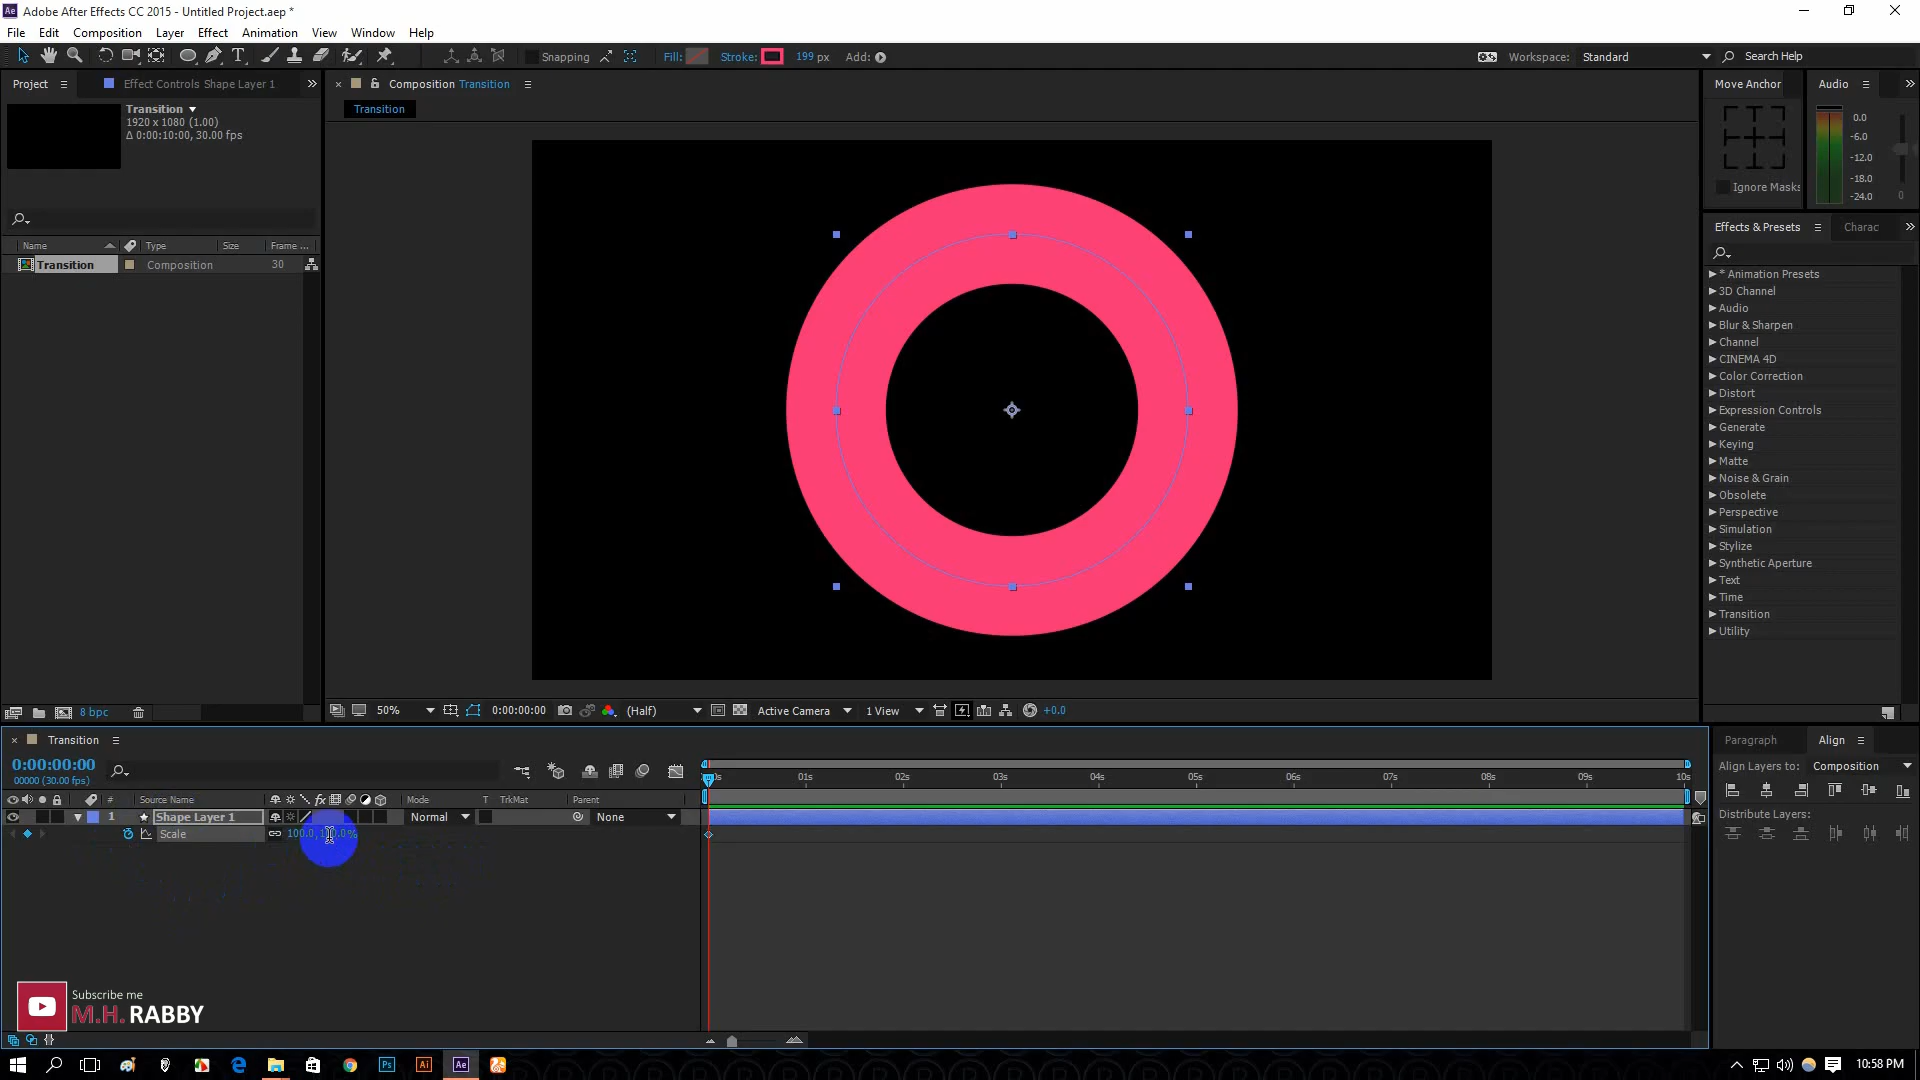 Adobe After Effects CC 2015 - Untitled Project.aep *
File Edit Composition Layer Effect Animation View Window Help
Snapping Fill: Stroke: 199 px Add: Workspace: Standard Search Help
Project Effect Controls Shape Layer 1
Transition
1920 x 1080 (1.00)
Δ 0:00:10:00, 30.00 fps
Name Type Size Frame ...
Transition Composition 30
8 bpc
Composition Transition
Transition
50% 0:00:00:00 (Half) Active Camera 1 View +0.0
Move Anchor
Ignore Masks
Audio
0.0
-6.0
-12.0
-18.0
-24.0
0
Effects & Presets Charac
* Animation Presets
3D Channel
Audio
Blur & Sharpen
Channel
CINEMA 4D
Color Correction
Distort
Expression Controls
Generate
Keying
Matte
Noise & Grain
Obsolete
Perspective
Simulation
Stylize
Synthetic Aperture
Text
Time
Transition
Utility
Transition
0:00:00:00
00000 (30.00 fps)
# Source Name fx Mode T TrkMat Parent
1 Shape Layer 1 Normal None
Scale
01s 02s 03s 04s 05s 06s 07s 08s 09s 10s
Paragraph Align
Align Layers to: Composition
Distribute Layers:
Subscribe me
M.H. RABBY
Ps Ai Ae 10:58 PM